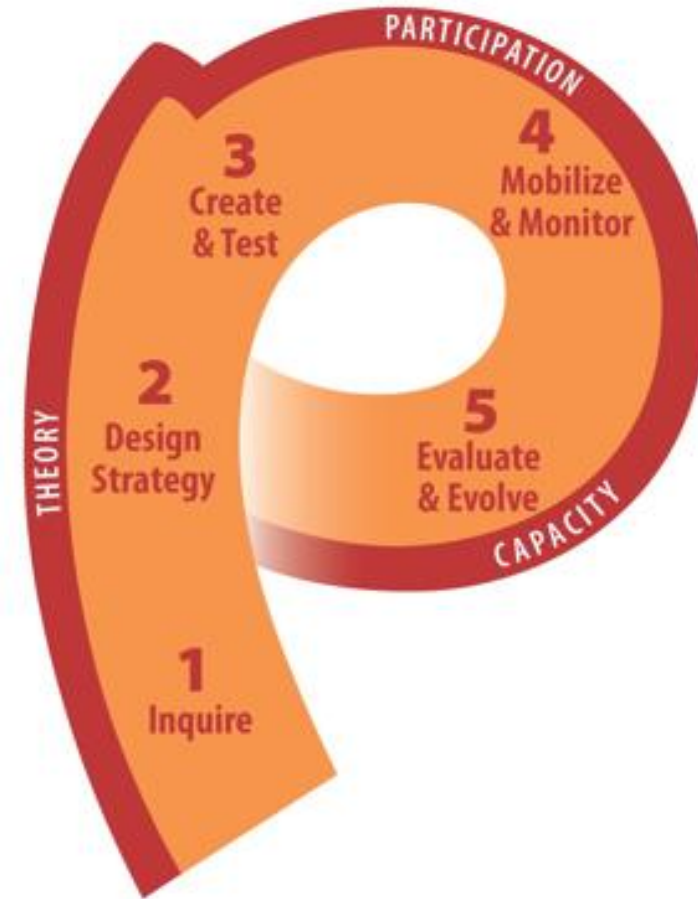 PARTICIPATION
3
Create
& Test
4
Mobilize
& Monitor
2
Design
Strategy
THEORY
5
Evaluate
& Evolve
CAPACITY
1
Inquire